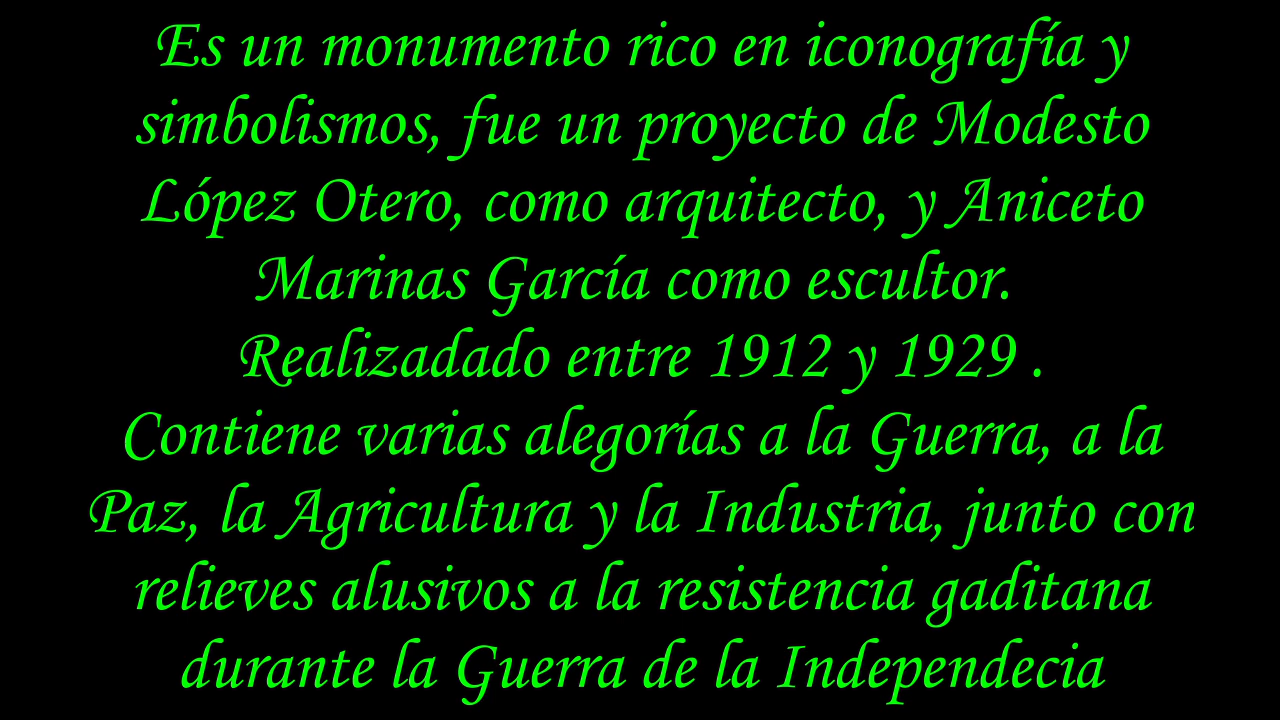 Es un monumento rico en iconografía y
simbolismos, fue un proyecto de Modesto
López Otero, como arquitecto, y Aniceto
Marinas García como escultor.
Realizadado entre 1912 y 1929 .
Contiene varias alegorías a la Guerra, a la
Paz, la Agricultura y la Industria, junto con
relieves alusivos a la resistencia gaditana
durante la Guerra de la Independecia